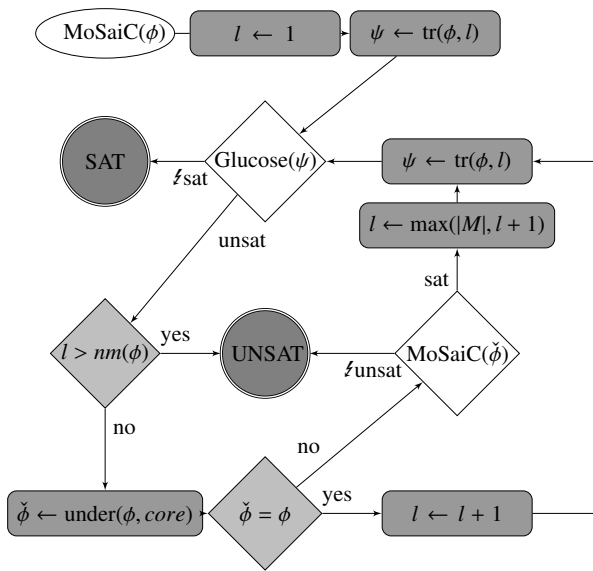 MoSaiC(ϕ)
l ← 1
ψ ← tr(ϕ, l)
SAT
↯sat
Glucose(ψ)
ψ ← tr(ϕ, l)
l ← max(|M|, l + 1)
unsat
sat
l > nm(ϕ)
yes
UNSAT
↯unsat
MoSaiC(ϕ̌)
no
no
ϕ̌ ← under(ϕ, core)
ϕ̌ = ϕ
yes
l ← l + 1